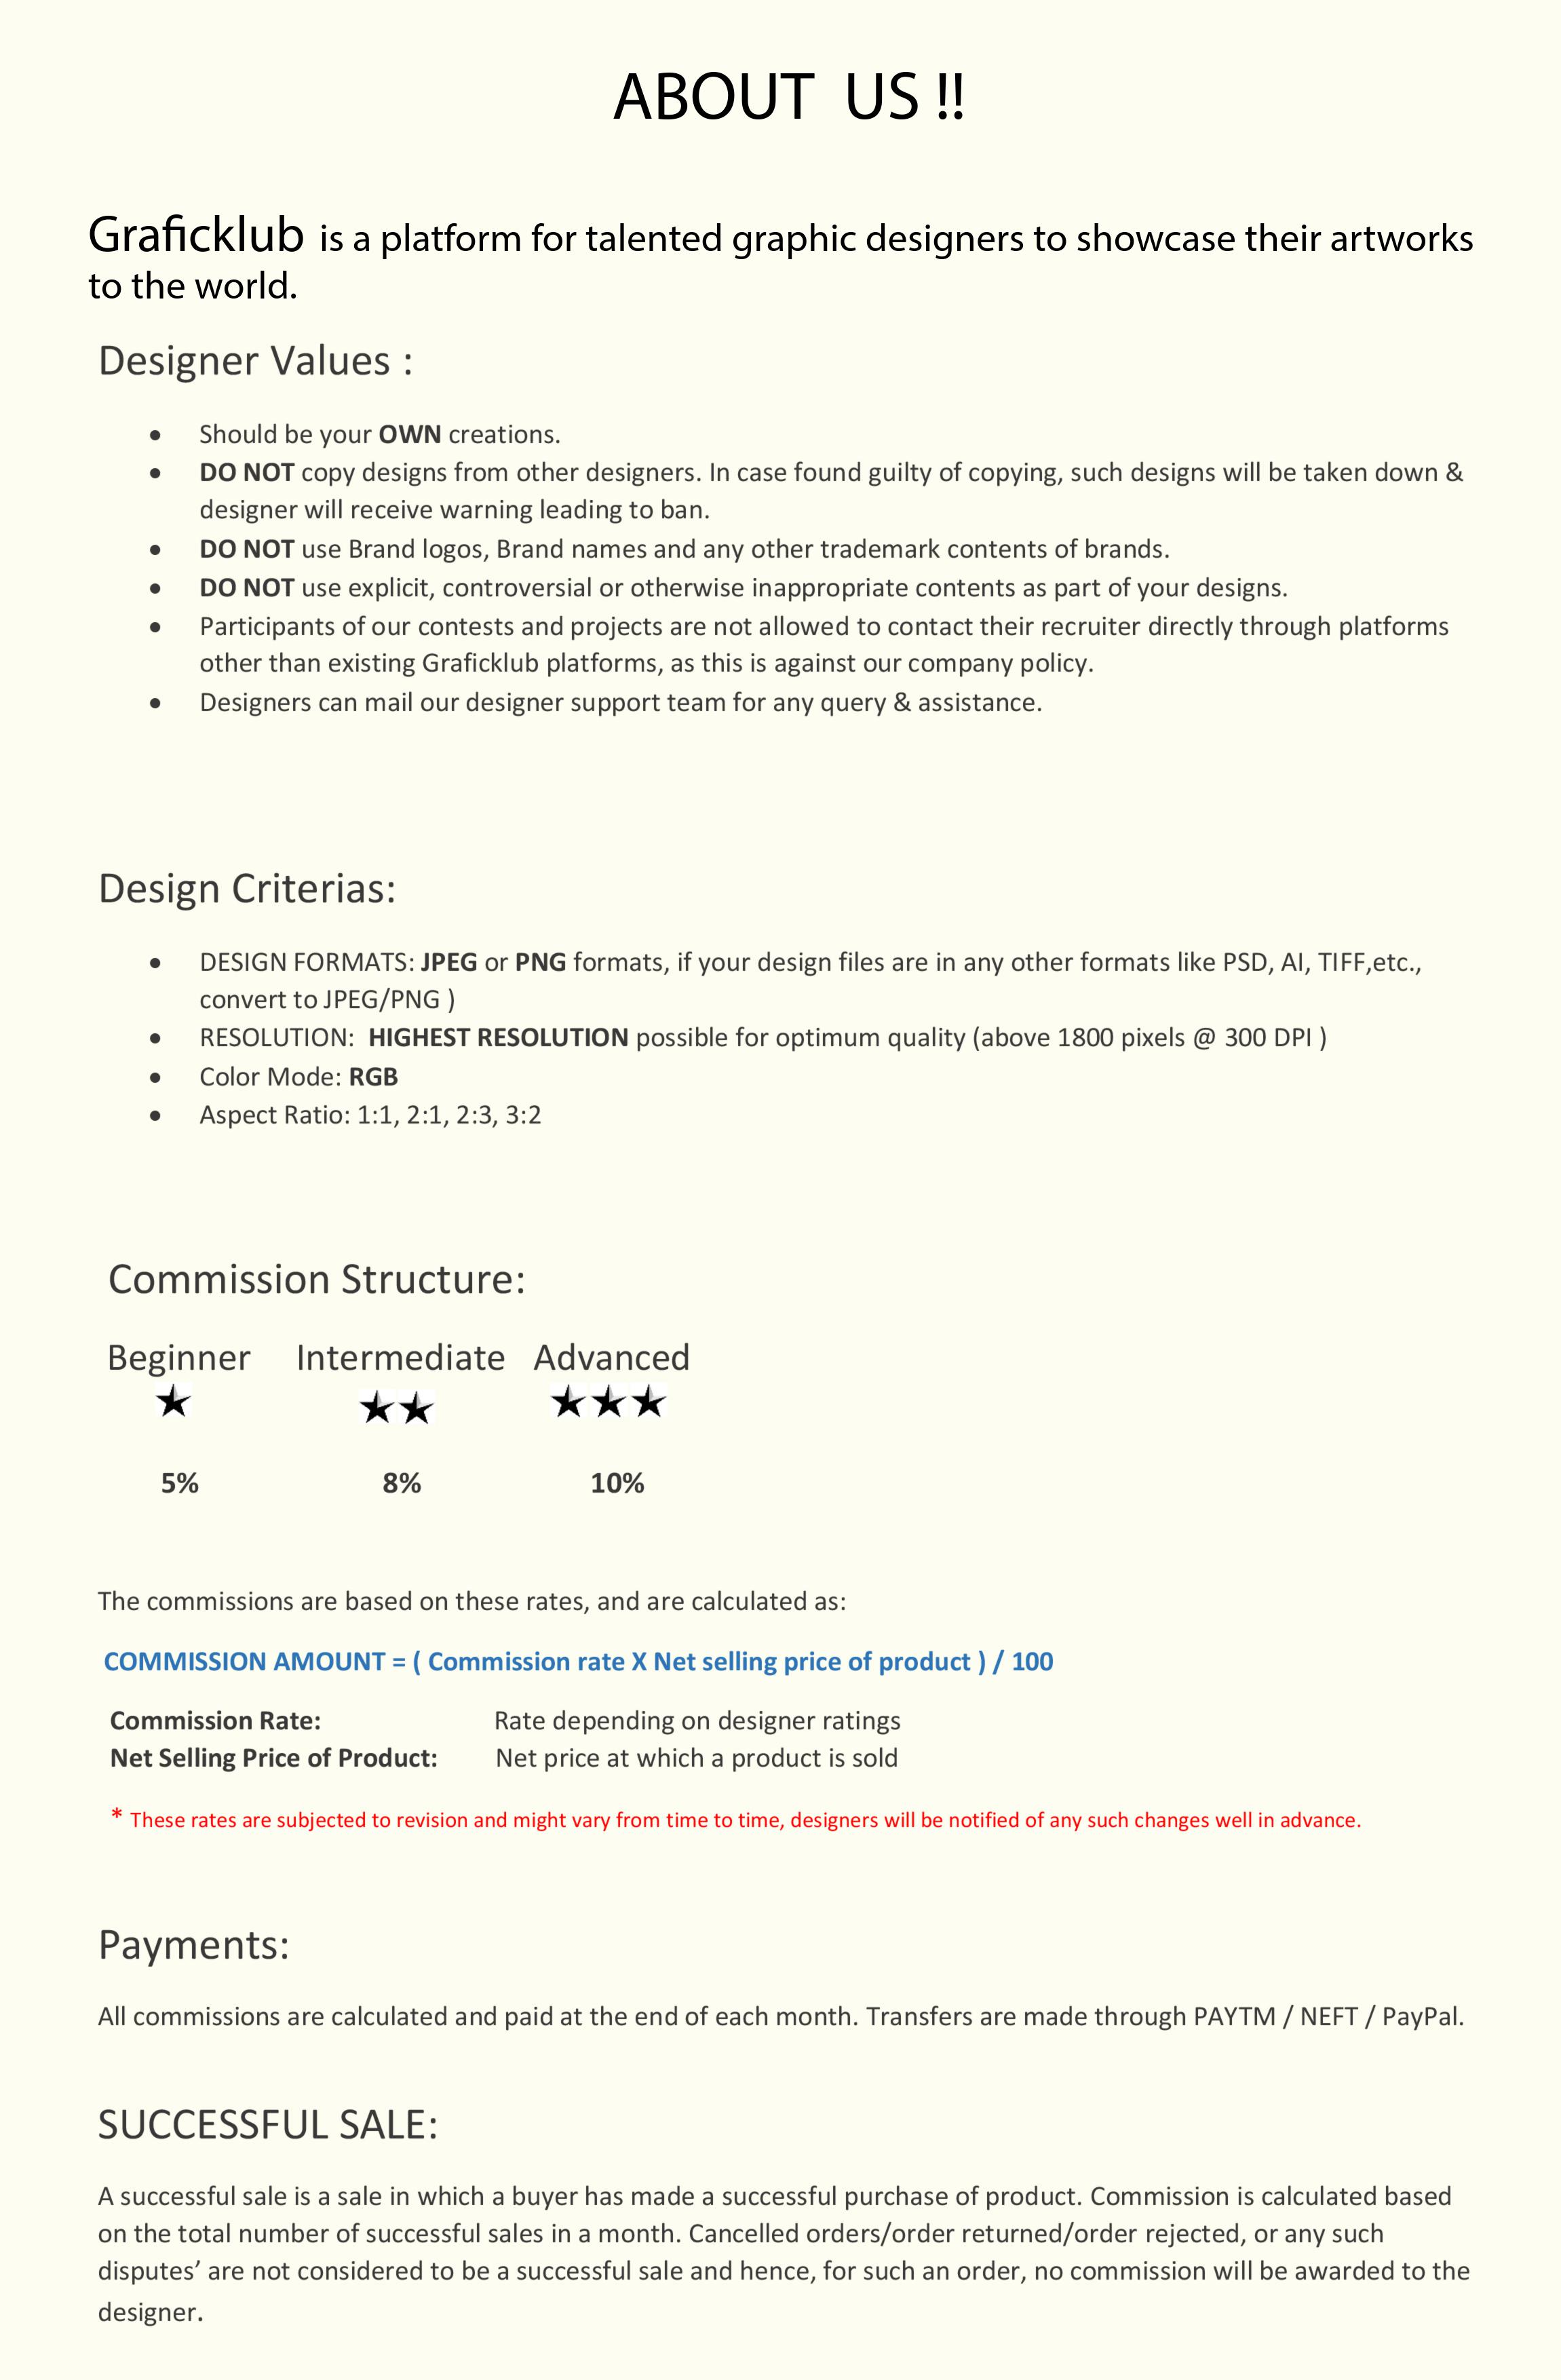 ABOUT  US !!
Graficklub is a platform for talented graphic designers to showcase their artworks
to the world.
Designer Values :
• Should be your OWN creations.
• DO NOT copy designs from other designers. In case found guilty of copying, such designs will be taken down &
designer will receive warning leading to ban.
• DO NOT use Brand logos, Brand names and any other trademark contents of brands.
• DO NOT use explicit, controversial or otherwise inappropriate contents as part of your designs.
• Participants of our contests and projects are not allowed to contact their recruiter directly through platforms
other than existing Graficklub platforms, as this is against our company policy.
• Designers can mail our designer support team for any query & assistance.
Design Criterias:
• DESIGN FORMATS: JPEG or PNG formats, if your design files are in any other formats like PSD, AI, TIFF,etc.,
convert to JPEG/PNG )
• RESOLUTION:  HIGHEST RESOLUTION possible for optimum quality (above 1800 pixels @ 300 DPI )
• Color Mode: RGB
• Aspect Ratio: 1:1, 2:1, 2:3, 3:2
Commission Structure:
Beginner Intermediate Advanced
5% 8% 10%
The commissions are based on these rates, and are calculated as:
COMMISSION AMOUNT = ( Commission rate X Net selling price of product ) / 100
Commission Rate: Rate depending on designer ratings
Net Selling Price of Product: Net price at which a product is sold
* These rates are subjected to revision and might vary from time to time, designers will be notified of any such changes well in advance.
Payments:
All commissions are calculated and paid at the end of each month. Transfers are made through PAYTM / NEFT / PayPal.
SUCCESSFUL SALE:
A successful sale is a sale in which a buyer has made a successful purchase of product. Commission is calculated based
on the total number of successful sales in a month. Cancelled orders/order returned/order rejected, or any such
disputes’ are not considered to be a successful sale and hence, for such an order, no commission will be awarded to the
designer.